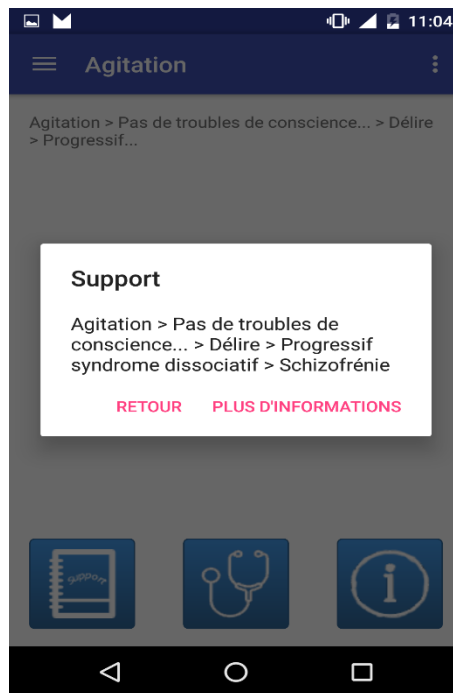 11:04
Agitation
Agitation > Pas de troubles de conscience... > Délire
> Progressif...
Support
Agitation > Pas de troubles de
conscience... > Délire > Progressif
syndrome dissociatif > Schizofrénie
RETOUR PLUS D'INFORMATIONS
support
i